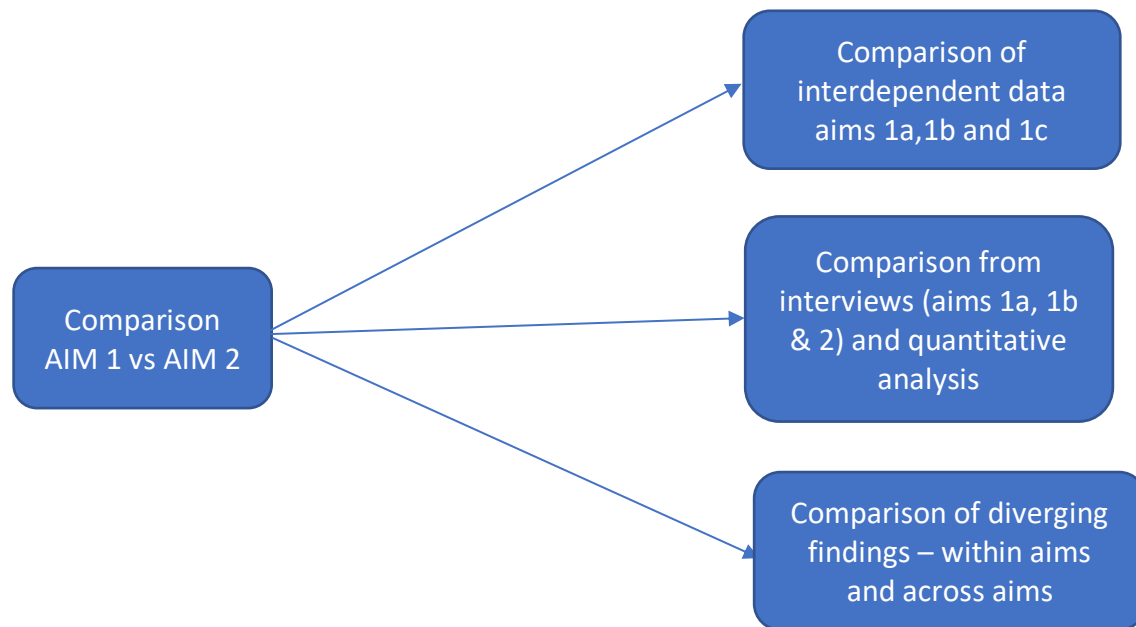 Comparison of
interdependent data
aims 1a,1b and 1c
Comparison
AIM 1 vs AIM 2
Comparison from
interviews (aims 1a, 1b
& 2) and quantitative
analysis
Comparison of diverging
findings – within aims
and across aims